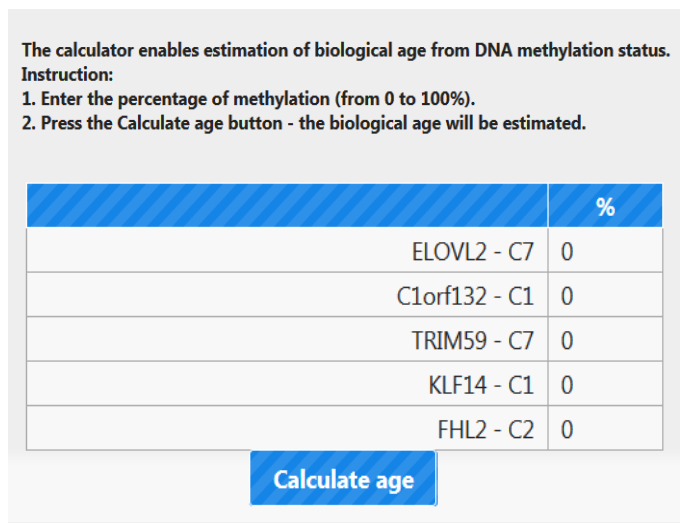 The calculator enables estimation of biological age from DNA methylation status.
Instruction:
1. Enter the percentage of methylation (from 0 to 100%).
2. Press the Calculate age button - the biological age will be estimated.
%
ELOVL2 - C7 0
C1orf132 - C1 0
TRIM59 - C7 0
KLF14 - C1 0
FHL2 - C2 0
Calculate age